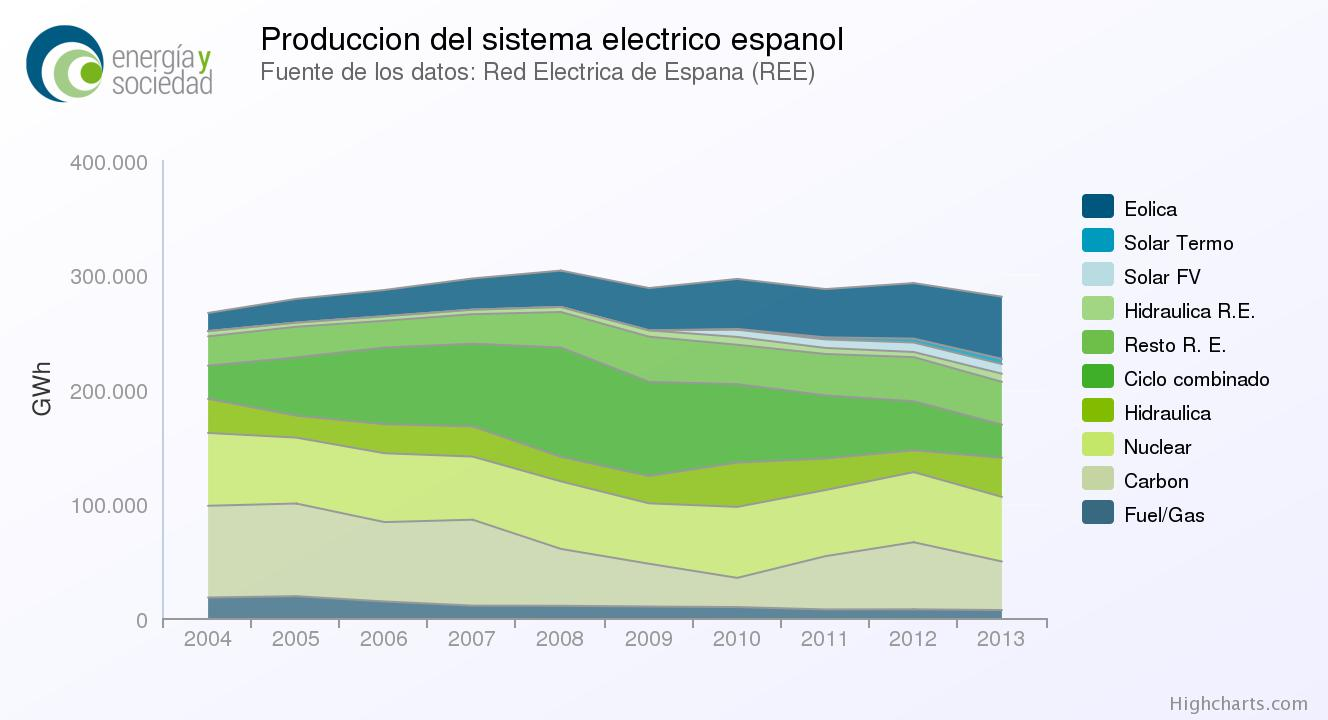 energía y
sociedad
Produccion del sistema electrico espanol
Fuente de los datos: Red Electrica de Espana (REE)
GWh
400.000
300.000
200.000
100.000
0
2004 2005 2006 2007 2008 2009 2010 2011 2012 2013
Eolica
Solar Termo
Solar FV
Hidraulica R.E.
Resto R. E.
Ciclo combinado
Hidraulica
Nuclear
Carbon
Fuel/Gas
Highcharts.com